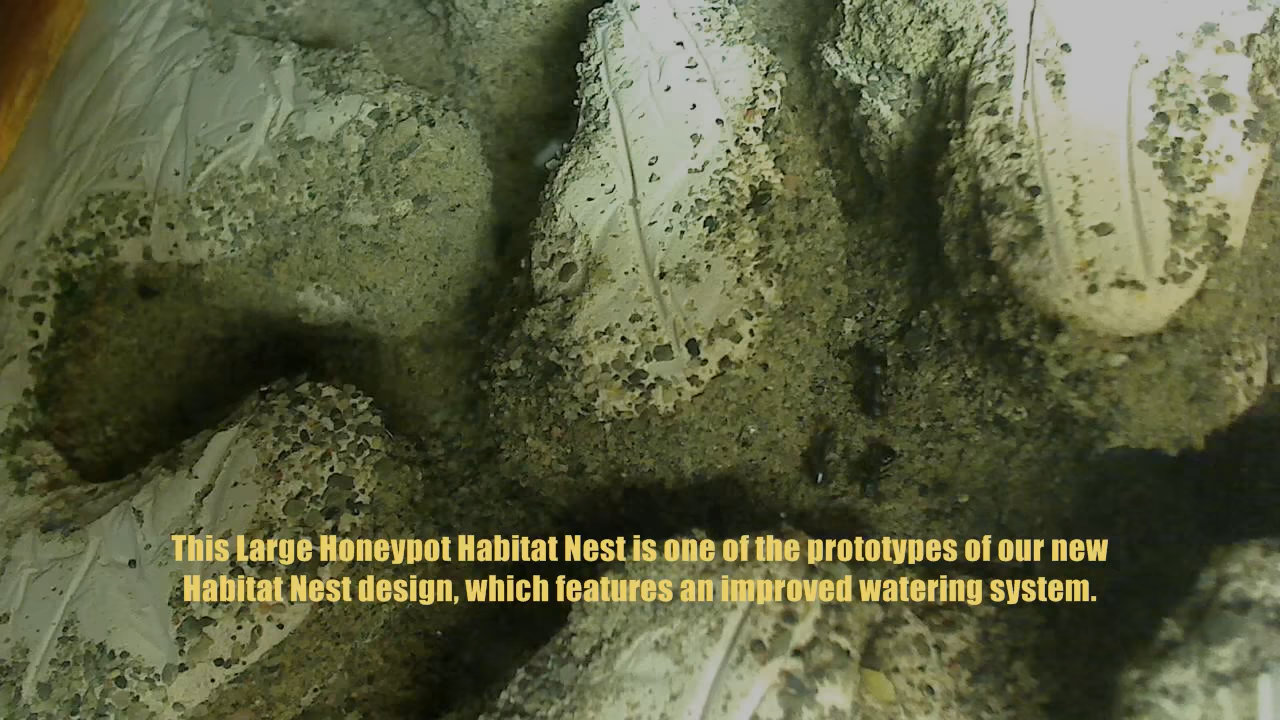 This Large Honeypot Habitat Nest is one of the prototypes of our new
Habitat Nest design, which features an improved watering system.